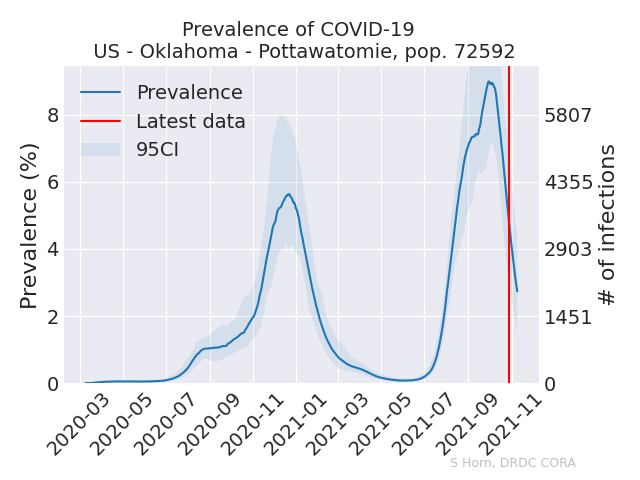 Prevalence of COVID-19
US - Oklahoma - Pottawatomie, pop. 72592
Prevalence
Latest data
95CI
Prevalence (%)
8
6
4
2
0
5807
4355
2903
1451
0
# of infections
2020-03
2020-05
2020-07
2020-09
2020-11
2021-01
2021-03
2021-05
2021-07
2021-09
2021-11
S Horn, DRDC CORA